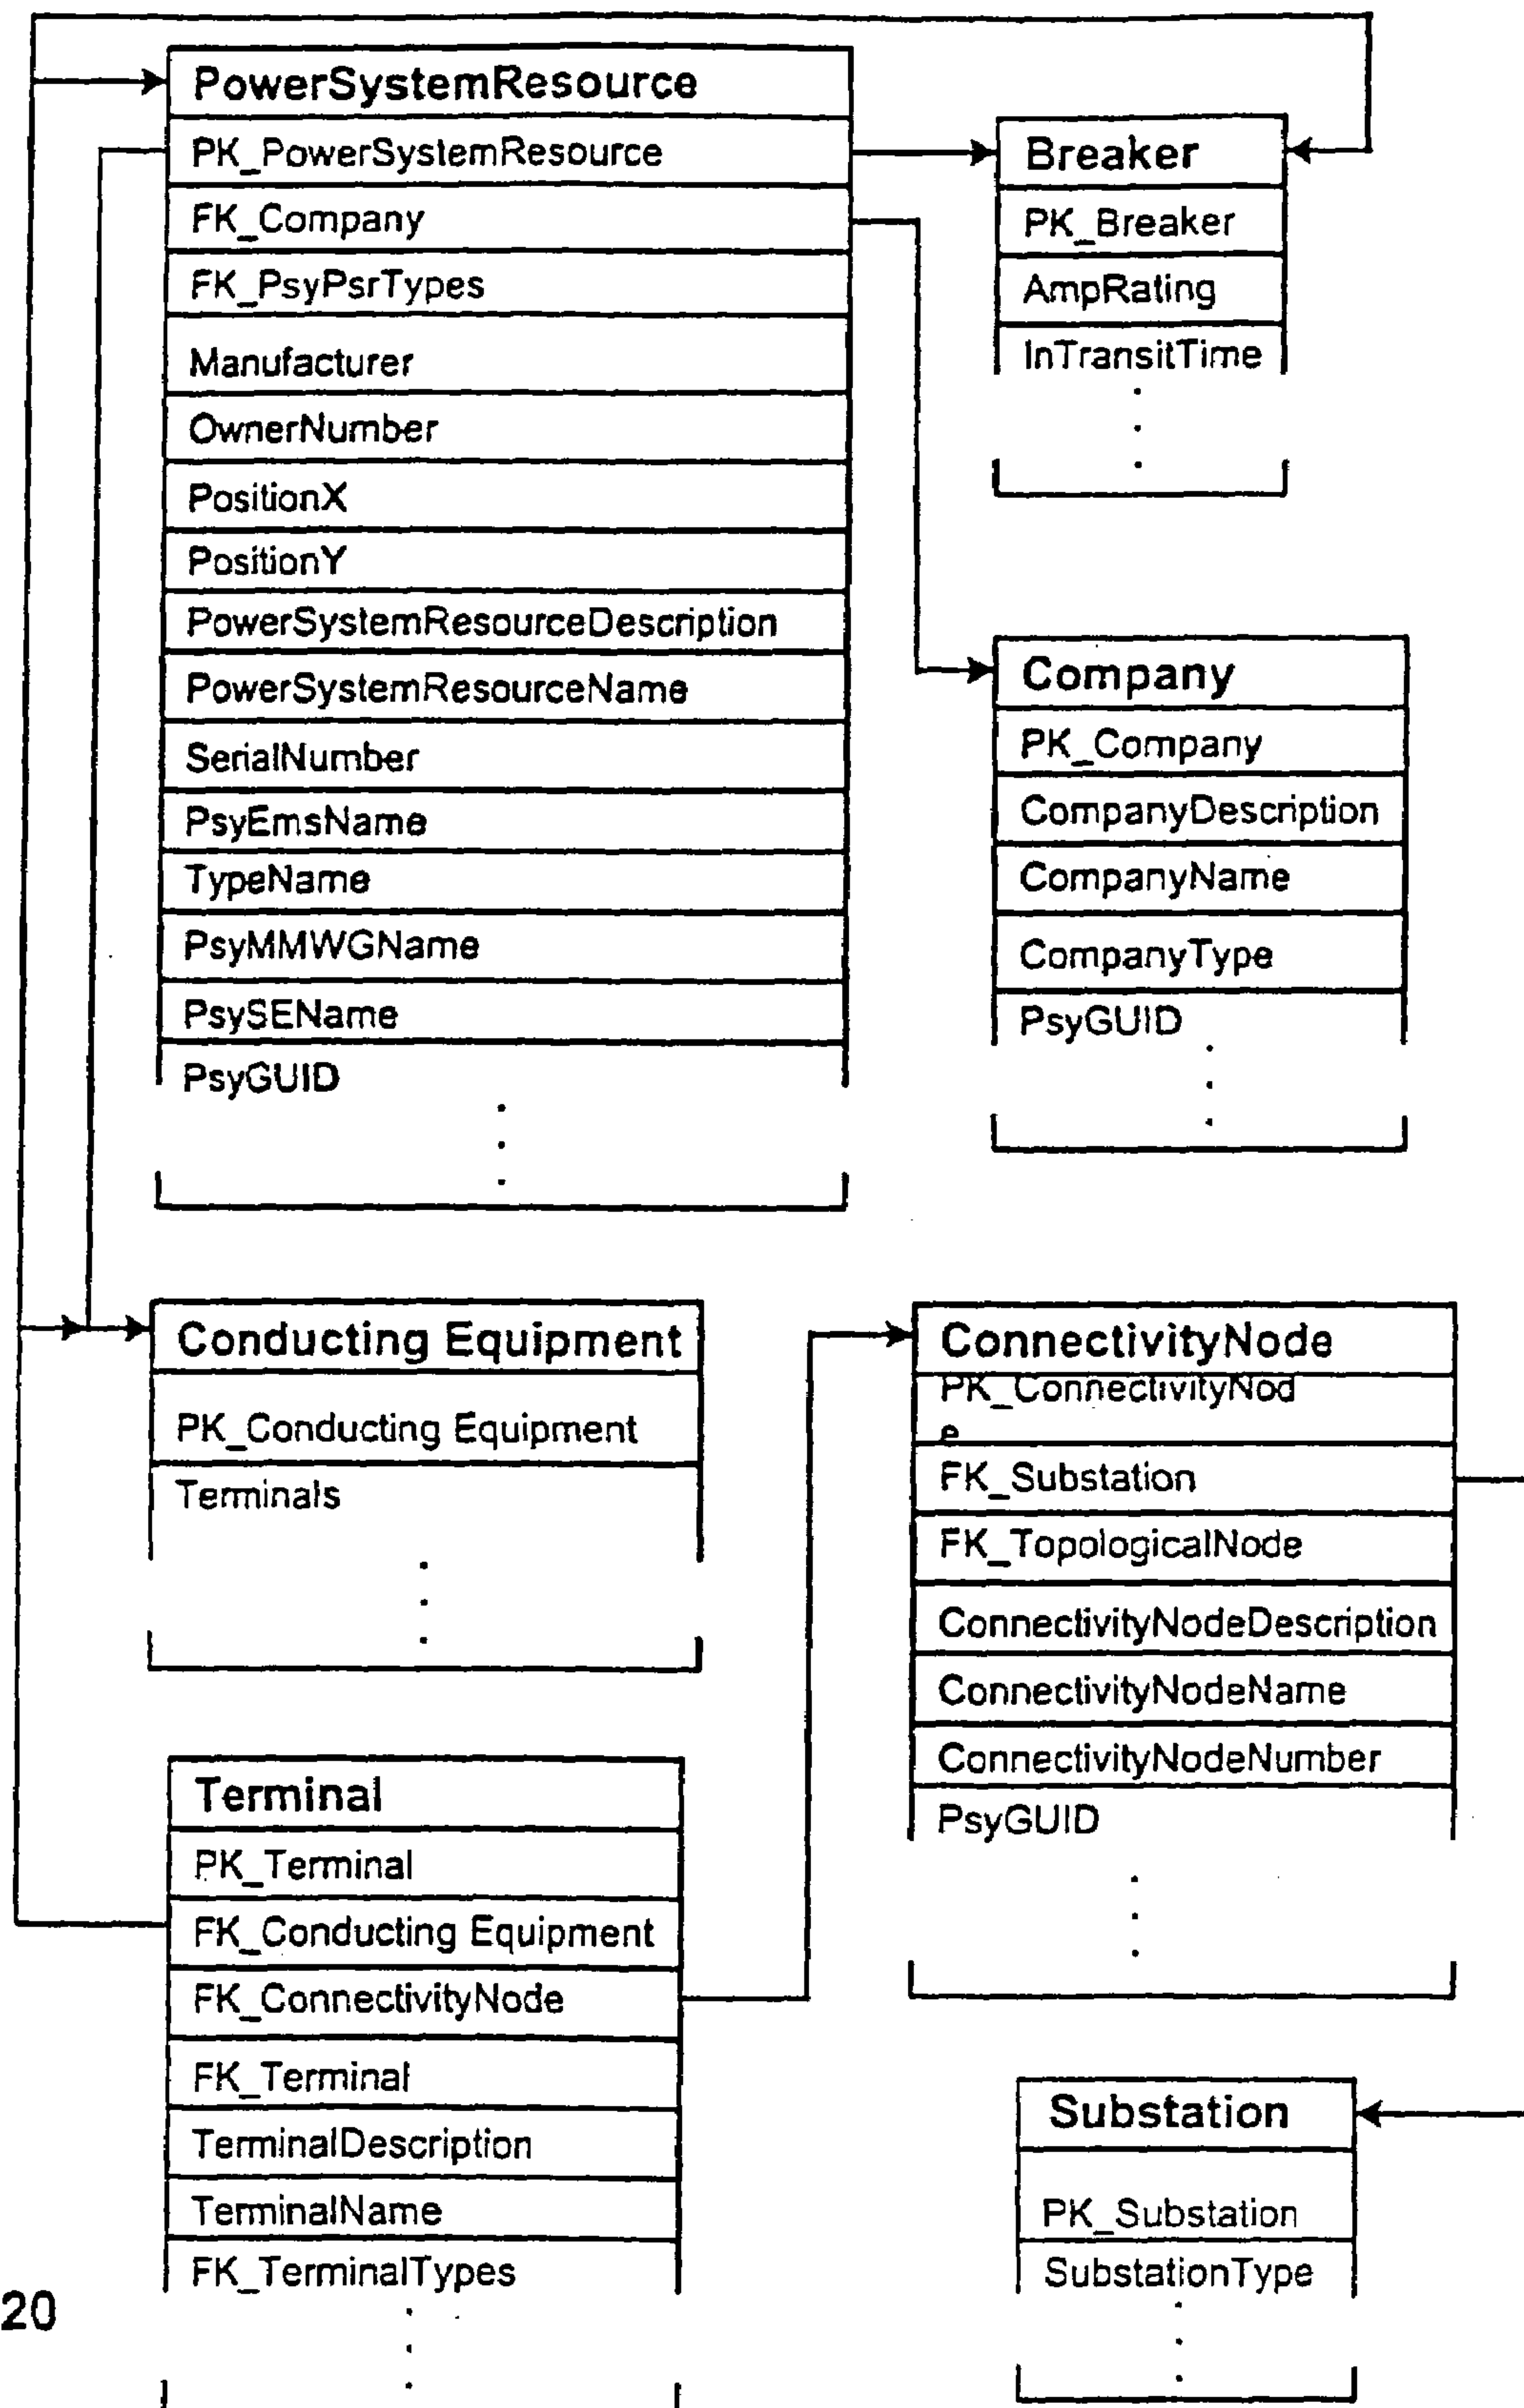 PowerSystemResource
PK_PowerSystemResource
FK_Company
FK_PsyPsrTypes
Manufacturer
OwnerNumber
PositionX
PositionY
PowerSystemResourceDescription
PowerSystemResourceName
SerialNumber
PsyEmsName
TypeName
PsyMMWGName
PsySEName
PsyGUID
Breaker
PK_Breaker
AmpRating
InTransitTime
Company
PK_Company
CompanyDescription
CompanyName
CompanyType
PsyGUID
Conducting Equipment
PK_Conducting Equipment
Terminals
ConnectivityNode
PK_ConnectivityNod
e
FK_Substation
FK_TopologicalNode
ConnectivityNodeDescription
ConnectivityNodeName
ConnectivityNodeNumber
PsyGUID
Terminal
PK_Terminal
FK_Conducting Equipment
FK_ConnectivityNode
FK_Terminal
TerminalDescription
TerminalName
FK_TerminalTypes
Substation
PK_Substation
SubstationType
20